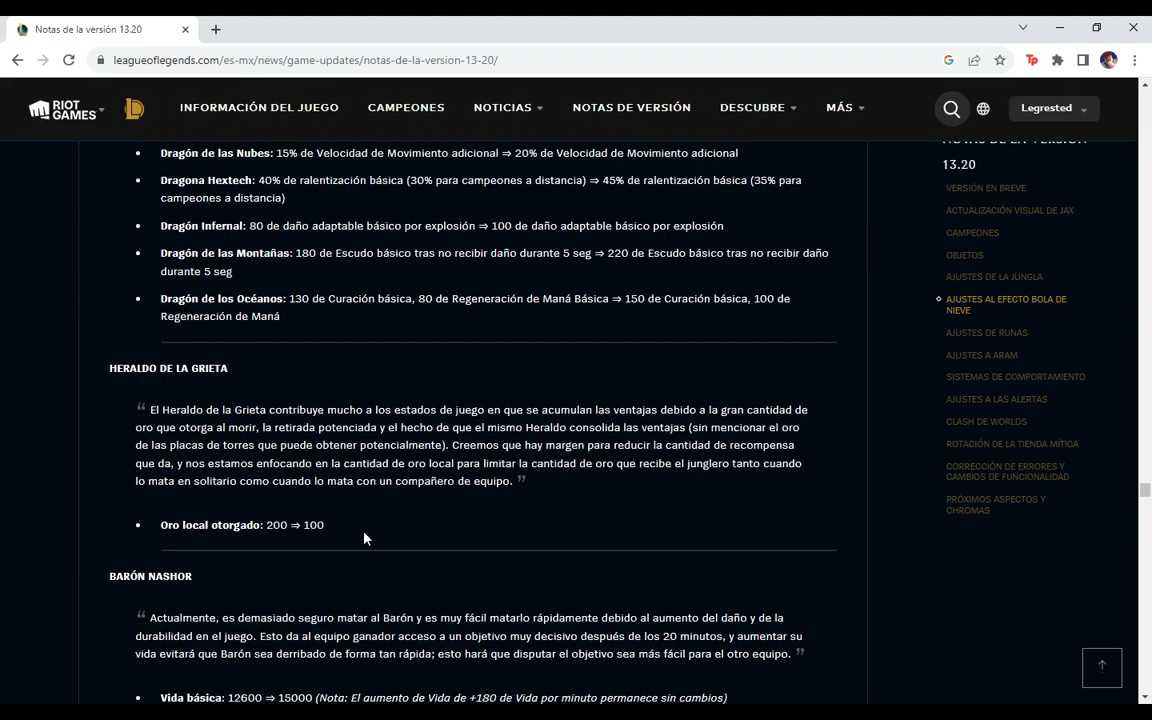 Notas de la versión 13.20
leagueoflegends.com/es-mx/news/game-updates/notas-de-la-version-13-20/
G
Tp
RIOT GAMES
INFORMACIÓN DEL JUEGO
CAMPEONES
NOTICIAS
NOTAS DE VERSIÓN
DESCUBRE
MÁS
Legrested
Dragón de las Nubes: 15% de Velocidad de Movimiento adicional ⇒ 20% de Velocidad de Movimiento adicional
Dragona Hextech: 40% de ralentización básica (30% para campeones a distancia) ⇒ 45% de ralentización básica (35% para
campeones a distancia)
Dragón Infernal: 80 de daño adaptable básico por explosión ⇒ 100 de daño adaptable básico por explosión
Dragón de las Montañas: 180 de Escudo básico tras no recibir daño durante 5 seg ⇒ 220 de Escudo básico tras no recibir daño
durante 5 seg
Dragón de los Océanos: 130 de Curación básica, 80 de Regeneración de Maná Básica ⇒ 150 de Curación básica, 100 de
Regeneración de Maná
HERALDO DE LA GRIETA
“ El Heraldo de la Grieta contribuye mucho a los estados de juego en que se acumulan las ventajas debido a la gran cantidad de
oro que otorga al morir, la retirada potenciada y el hecho de que el mismo Heraldo consolida las ventajas (sin mencionar el oro
de las placas de torres que puede obtener potencialmente). Creemos que hay margen para reducir la cantidad de recompensa
que da, y nos estamos enfocando en la cantidad de oro local para limitar la cantidad de oro que recibe el junglero tanto cuando
lo mata en solitario como cuando lo mata con un compañero de equipo. ”
Oro local otorgado: 200 ⇒ 100
BARÓN NASHOR
“ Actualmente, es demasiado seguro matar al Barón y es muy fácil matarlo rápidamente debido al aumento del daño y de la
durabilidad en el juego. Esto da al equipo ganador acceso a un objetivo muy decisivo después de los 20 minutos, y aumentar su
vida evitará que Barón sea derribado de forma tan rápida; esto hará que disputar el objetivo sea más fácil para el otro equipo. ”
Vida básica: 12600 ⇒ 15000 (Nota: El aumento de Vida de +180 de Vida por minuto permanece sin cambios)
NOTAS DE LA VERSIÓN
13.20
VERSIÓN EN BREVE
ACTUALIZACIÓN VISUAL DE JAX
CAMPEONES
OBJETOS
AJUSTES DE LA JUNGLA
AJUSTES AL EFECTO BOLA DE
NIEVE
AJUSTES DE RUNAS
AJUSTES A ARAM
SISTEMAS DE COMPORTAMIENTO
AJUSTES A LAS ALERTAS
CLASH DE WORLDS
ROTACIÓN DE LA TIENDA MÍTICA
CORRECCIÓN DE ERRORES Y
CAMBIOS DE FUNCIONALIDAD
PRÓXIMOS ASPECTOS Y
CHROMAS